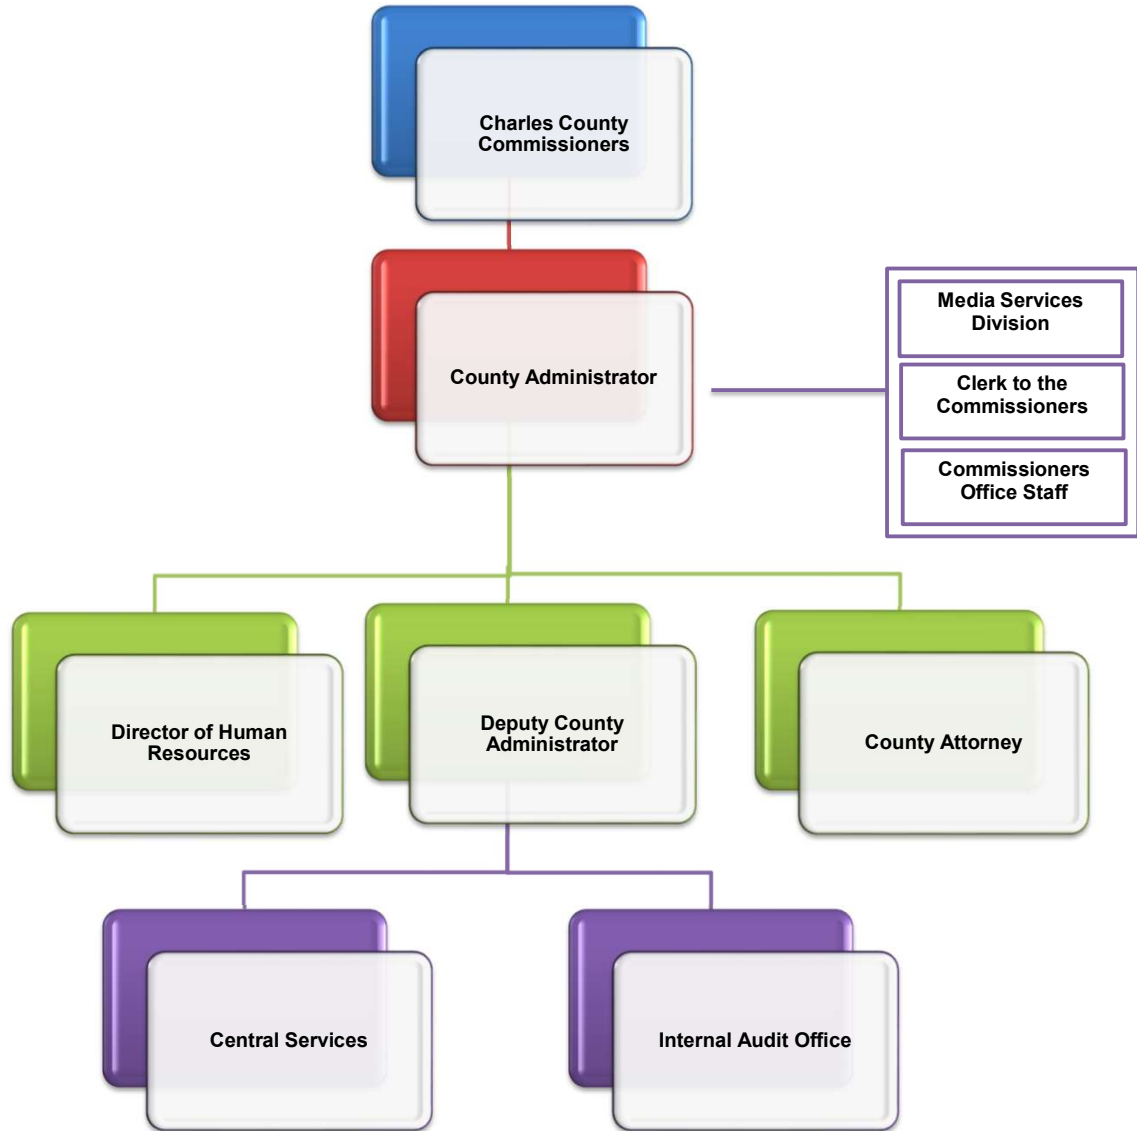 Charles County
Commissioners
County Administrator
Media Services
Division
Clerk to the
Commissioners
Commissioners
Office Staff
Director of Human
Resources
Deputy County
Administrator
County Attorney
Central Services
Internal Audit Office